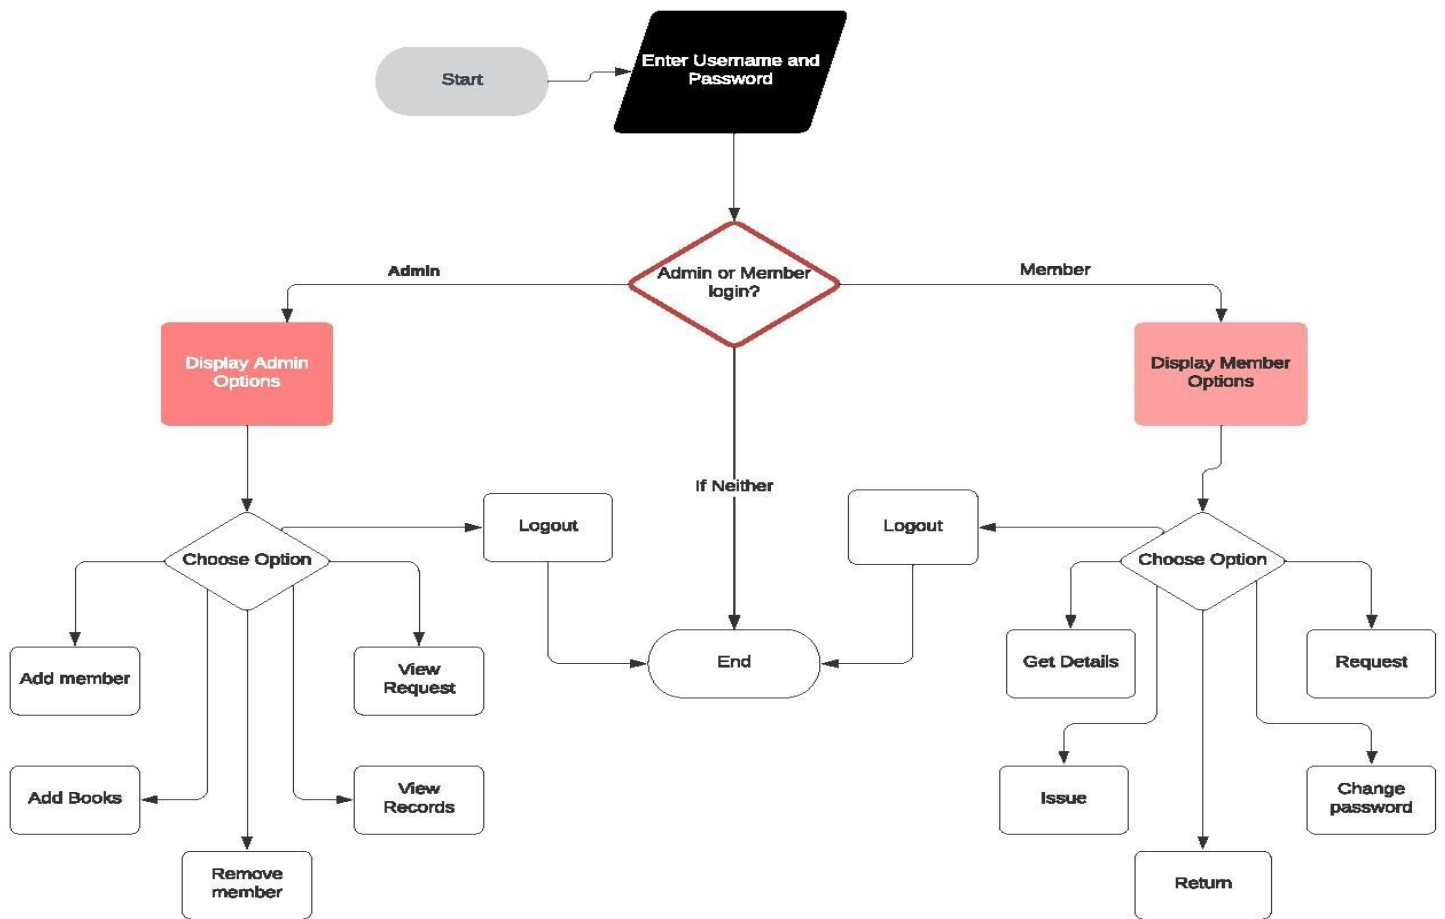 Start
Enter Username and
Password
Admin or Member
login?
Admin
Member
Display Admin
Options
Display Member
Options
If Neither
Logout
Logout
Choose Option
Choose Option
Add member
View
Request
End
Get Details
Request
Add Books
View
Records
Issue
Change
password
Remove
member
Return